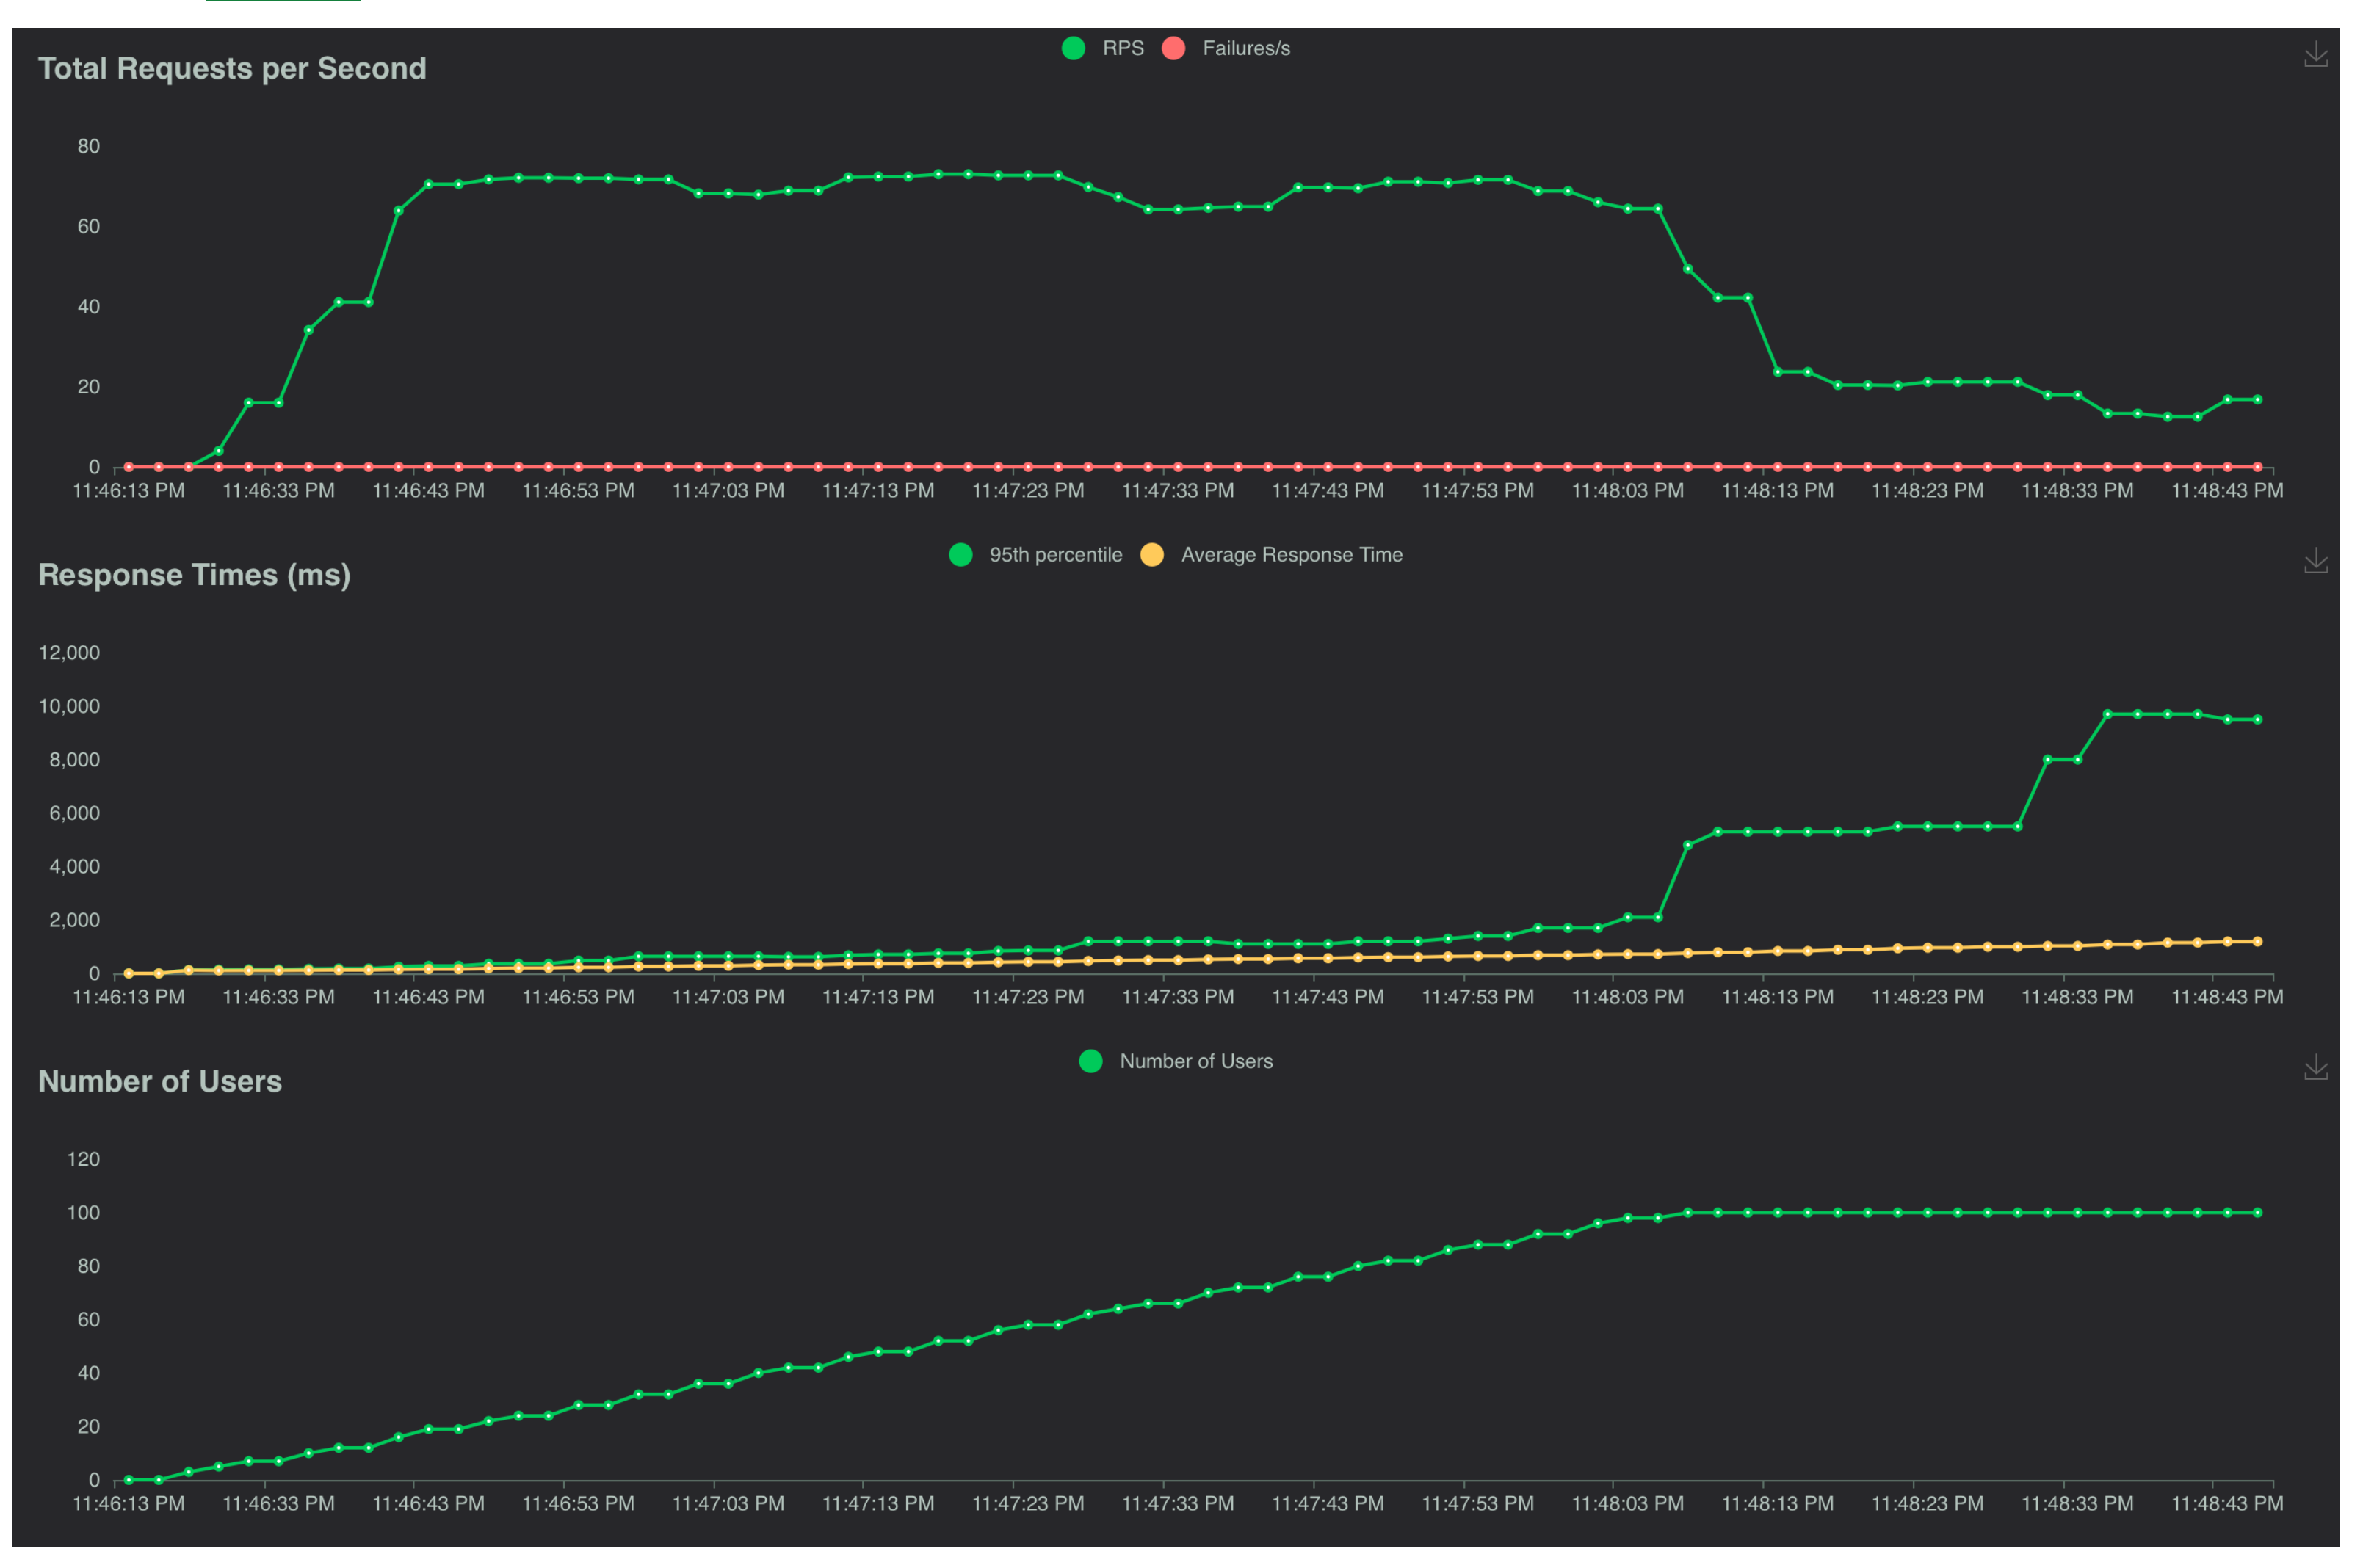 RPS Failures/s
Total Requests per Second
80
60
40
20
0
11:46:13 PM 11:46:33 PM 11:46:43 PM 11:46:53 PM 11:47:03 PM 11:47:13 PM 11:47:23 PM 11:47:33 PM 11:47:43 PM 11:47:53 PM 11:48:03 PM 11:48:13 PM 11:48:23 PM 11:48:33 PM 11:48:43 PM
95th percentile Average Response Time
Response Times (ms)
12,000
10,000
8,000
6,000
4,000
2,000
0
11:46:13 PM 11:46:33 PM 11:46:43 PM 11:46:53 PM 11:47:03 PM 11:47:13 PM 11:47:23 PM 11:47:33 PM 11:47:43 PM 11:47:53 PM 11:48:03 PM 11:48:13 PM 11:48:23 PM 11:48:33 PM 11:48:43 PM
Number of Users
Number of Users
120
100
80
60
40
20
0
11:46:13 PM 11:46:33 PM 11:46:43 PM 11:46:53 PM 11:47:03 PM 11:47:13 PM 11:47:23 PM 11:47:33 PM 11:47:43 PM 11:47:53 PM 11:48:03 PM 11:48:13 PM 11:48:23 PM 11:48:33 PM 11:48:43 PM